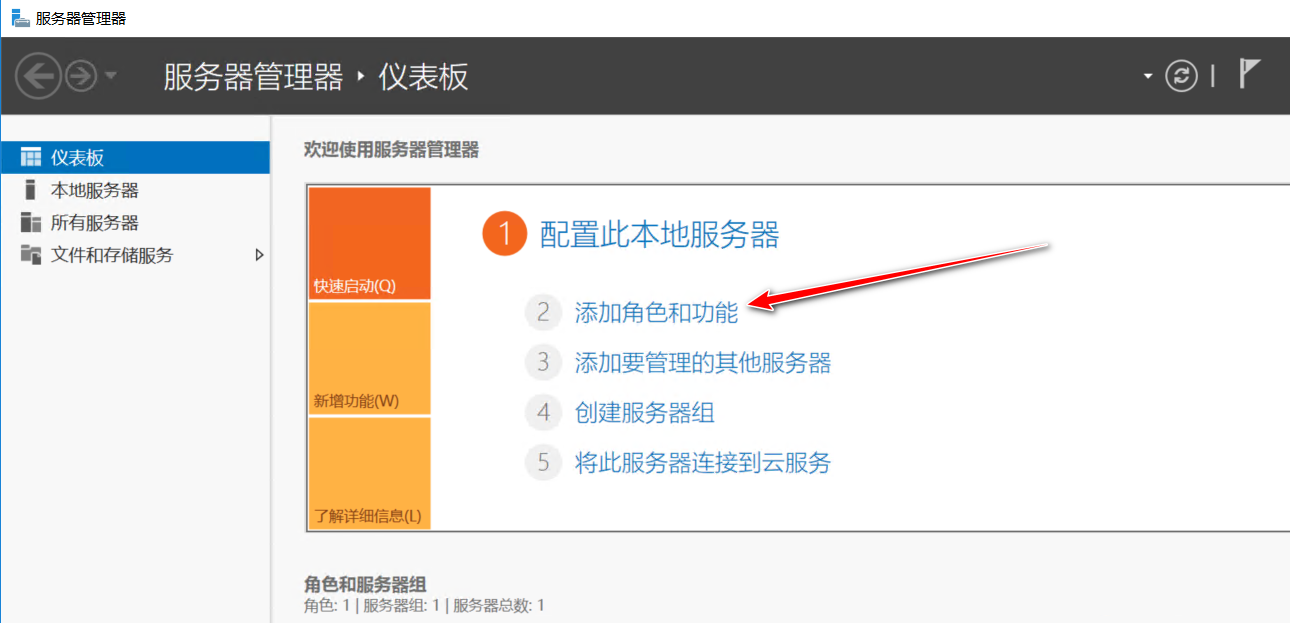 服务器管理器
服务器管理器 ‣ 仪表板
仪表板
本地服务器
所有服务器
文件和存储服务
欢迎使用服务器管理器
快速启动(Q)
新增功能(W)
了解详细信息(L)
1 配置此本地服务器
2 添加角色和功能
3 添加要管理的其他服务器
4 创建服务器组
5 将此服务器连接到云服务
角色和服务器组
角色: 1 | 服务器组: 1 | 服务器总数: 1